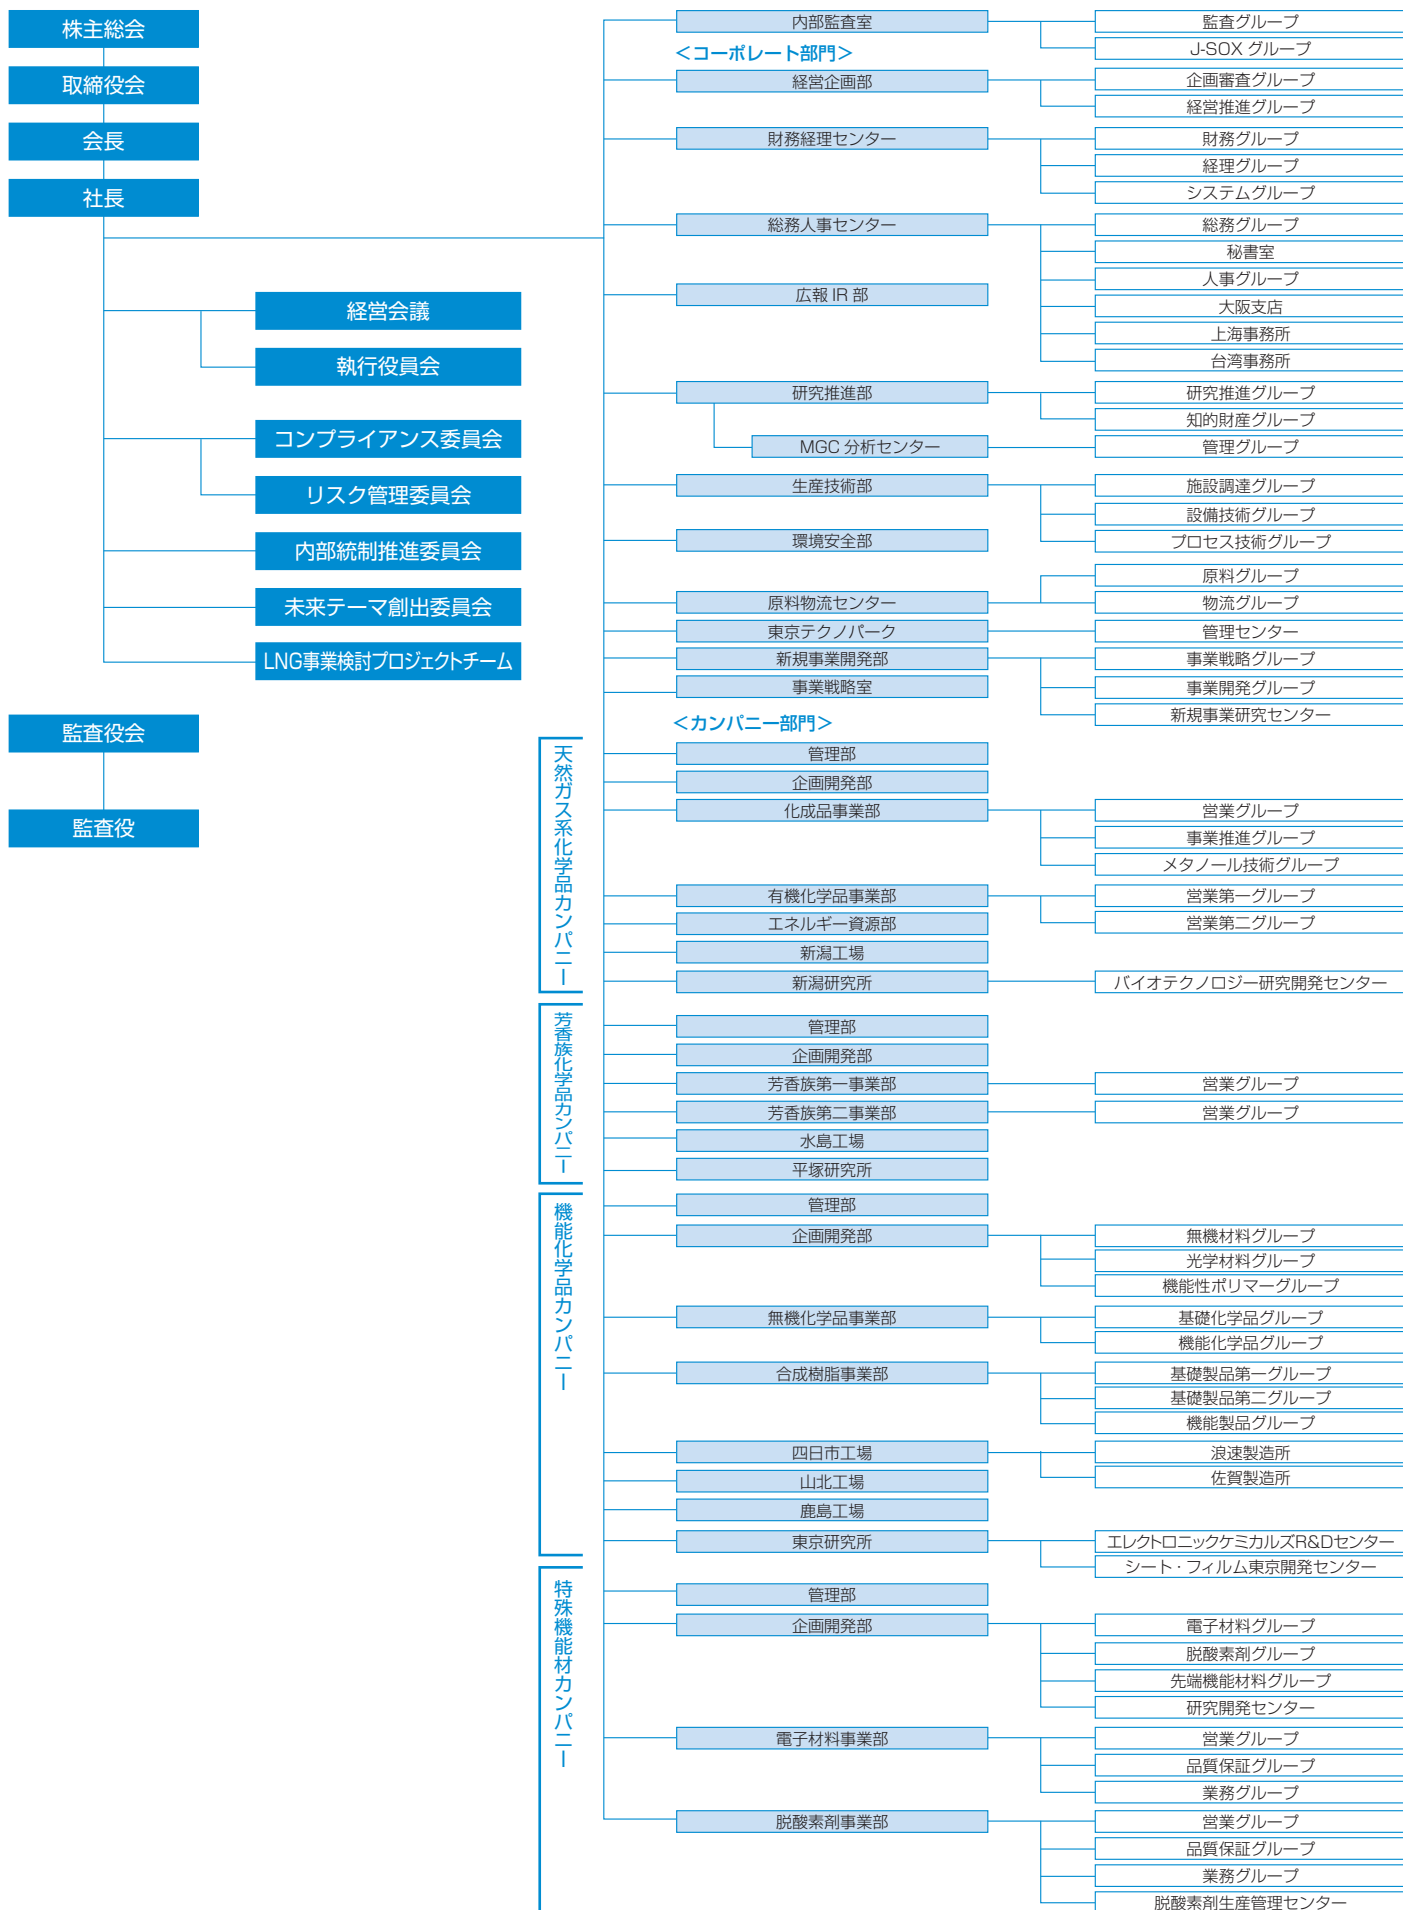 株主総会
取締役会
会長
社長
経営会議
執行役員会
コンプライアンス委員会
リスク管理委員会
内部統制推進委員会
未来テーマ創出委員会
LNG事業検討プロジェクトチーム
監査役会
監査役
内部監査室
監査グループ
J-SOX グループ
＜コーポレート部門＞
経営企画部
企画審査グループ
経営推進グループ
財務経理センター
財務グループ
経理グループ
システムグループ
総務人事センター
総務グループ
秘書室
人事グループ
大阪支店
上海事務所
台湾事務所
広報 IR 部
研究推進部
研究推進グループ
知的財産グループ
MGC 分析センター
管理グループ
生産技術部
施設調達グループ
設備技術グループ
プロセス技術グループ
環境安全部
原料物流センター
原料グループ
物流グループ
東京テクノパーク
管理センター
新規事業開発部
事業戦略グループ
事業開発グループ
新規事業研究センター
事業戦略室
＜カンパニー部門＞
天然ガス系化学品カンパニー
管理部
企画開発部
化成品事業部
営業グループ
事業推進グループ
メタノール技術グループ
有機化学品事業部
営業第一グループ
営業第二グループ
エネルギー資源部
新潟工場
新潟研究所
バイオテクノロジー研究開発センター
芳香族化学品カンパニー
管理部
企画開発部
芳香族第一事業部
営業グループ
芳香族第二事業部
営業グループ
水島工場
平塚研究所
機能化学品カンパニー
管理部
企画開発部
無機材料グループ
光学材料グループ
機能性ポリマーグループ
無機化学品事業部
基礎化学品グループ
機能化学品グループ
合成樹脂事業部
基礎製品第一グループ
基礎製品第二グループ
機能製品グループ
四日市工場
浪速製造所
佐賀製造所
山北工場
鹿島工場
東京研究所
エレクトロニックケミカルズR&Dセンター
シート・フィルム東京開発センター
特殊機能材カンパニー
管理部
企画開発部
電子材料グループ
脱酸素剤グループ
先端機能材料グループ
研究開発センター
電子材料事業部
営業グループ
品質保証グループ
業務グループ
脱酸素剤事業部
営業グループ
品質保証グループ
業務グループ
脱酸素剤生産管理センター